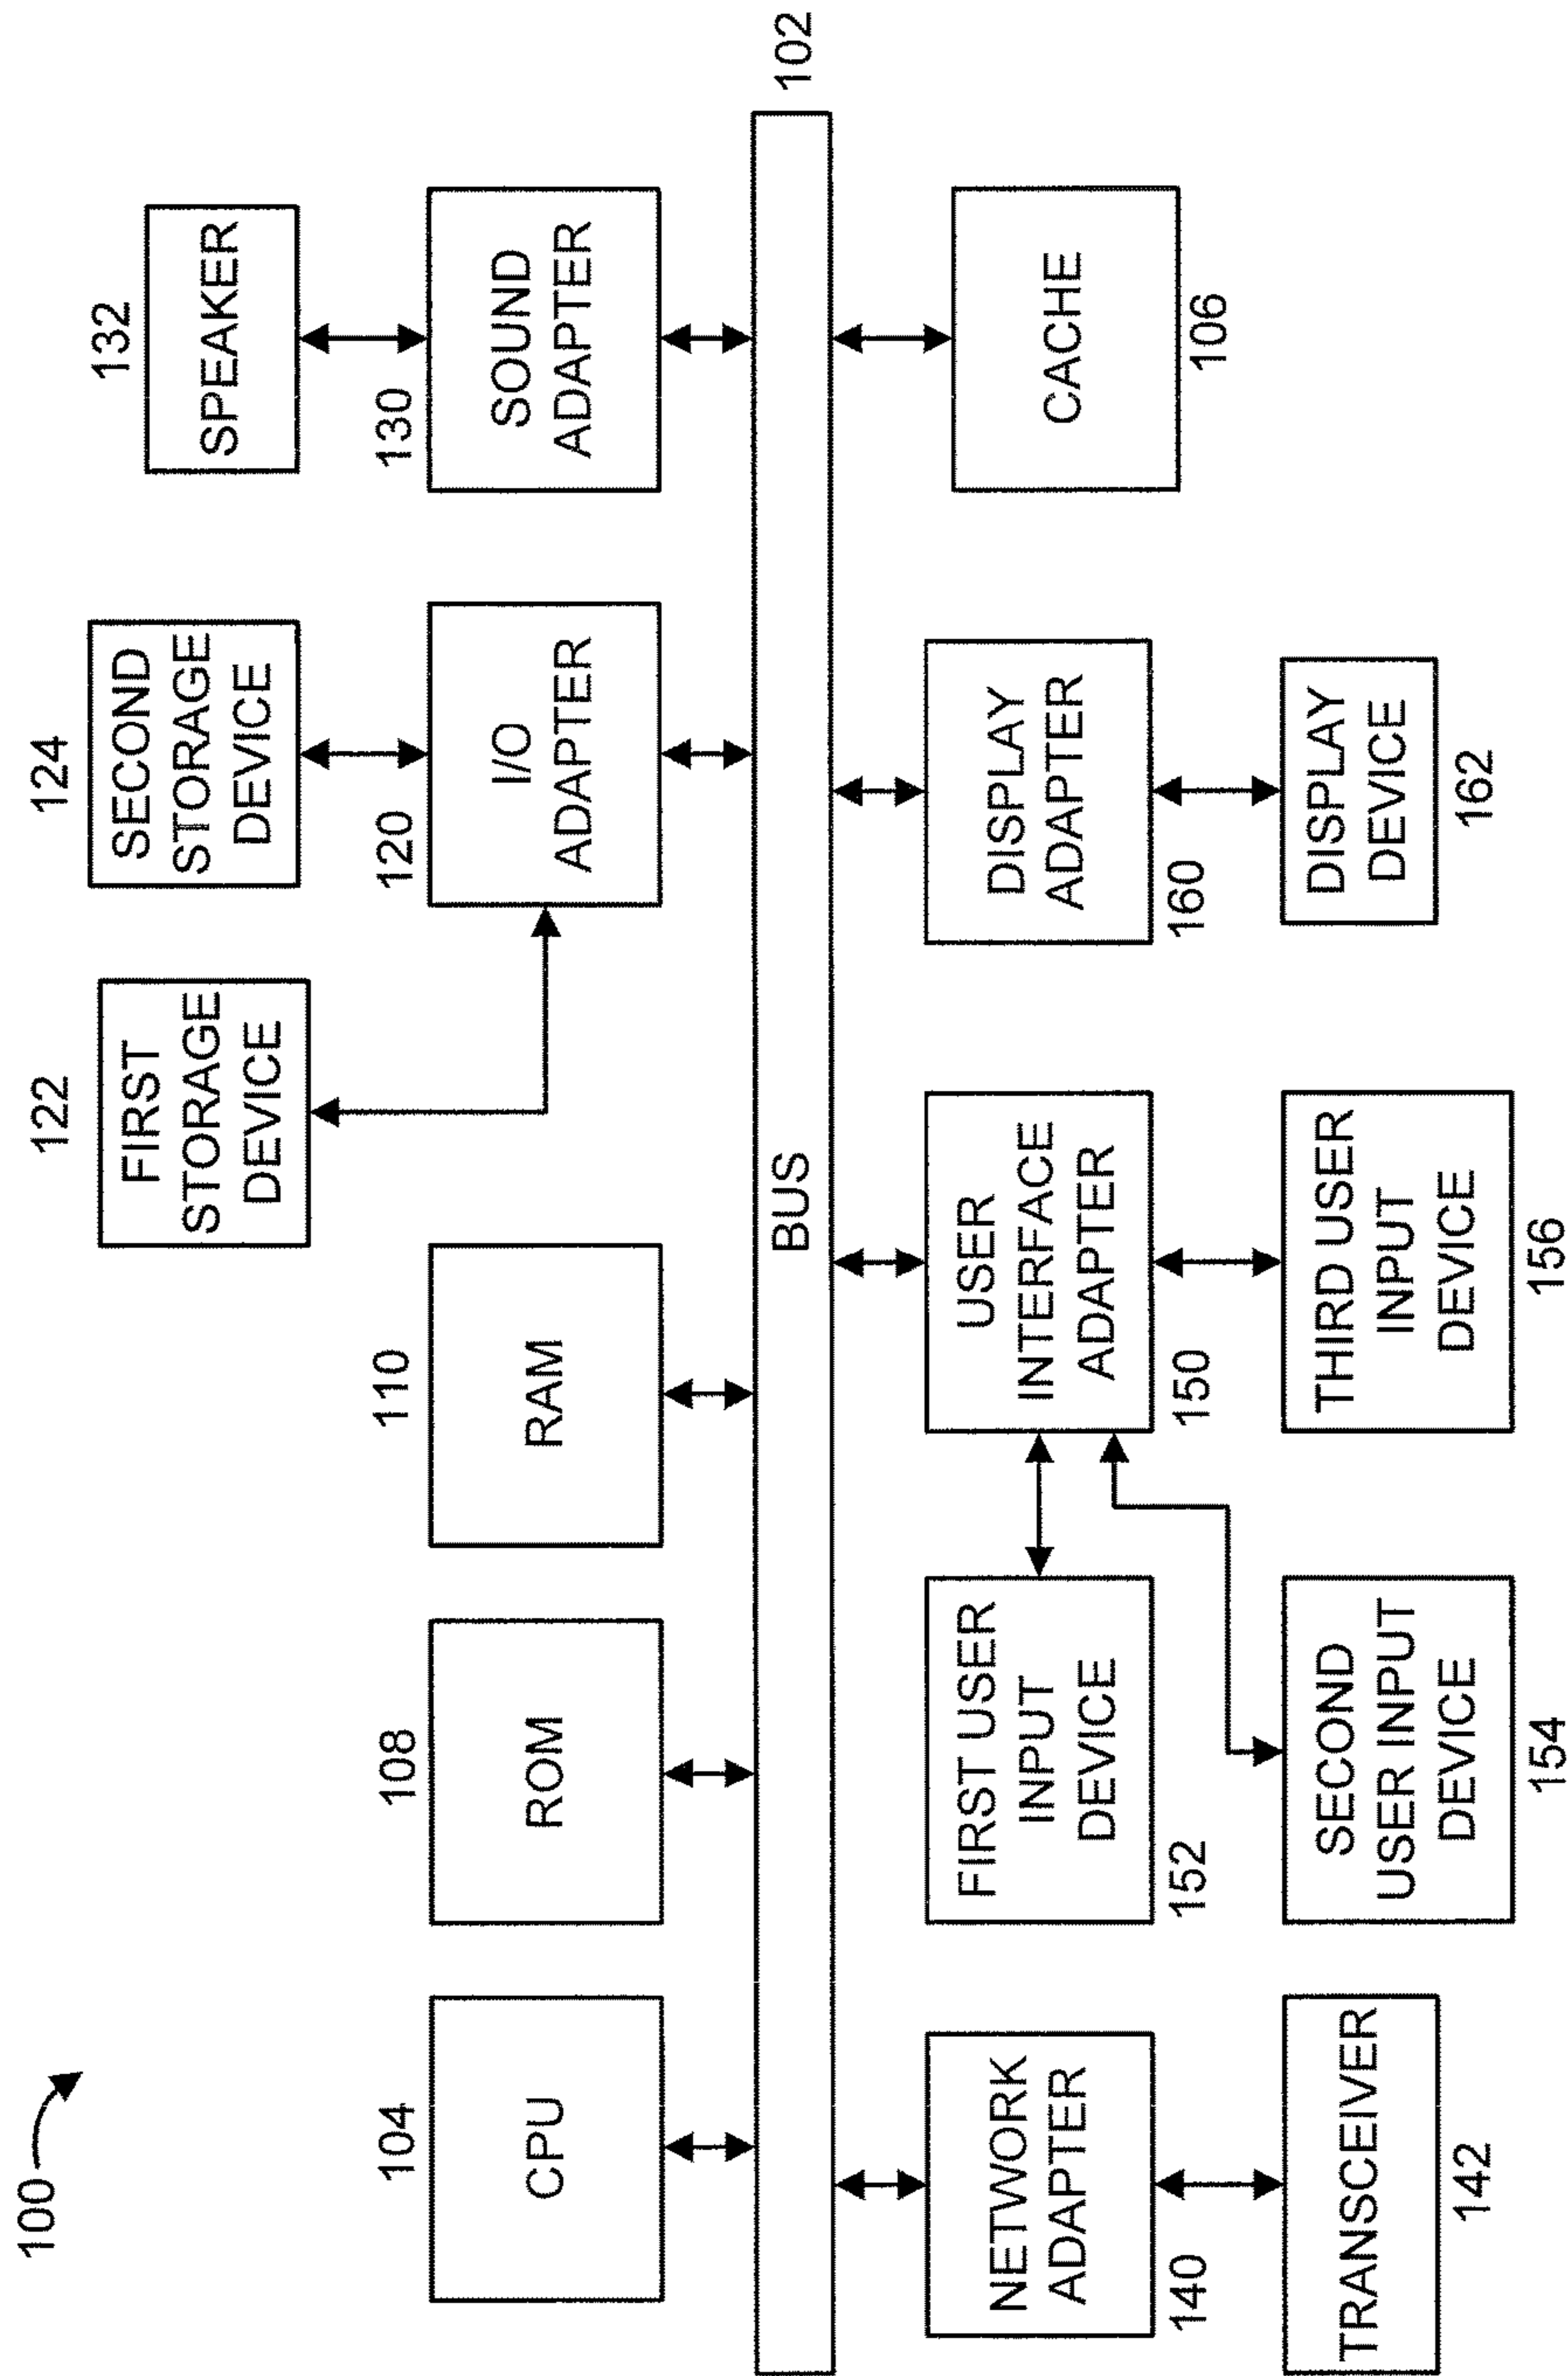 100
122
FIRST
STORAGE
DEVICE
124
SECOND
STORAGE
DEVICE
132
SPEAKER
104
CPU
108
ROM
110
RAM
120
I/O
ADAPTER
130
SOUND
ADAPTER
BUS
102
NETWORK
ADAPTER
140
FIRST USER
INPUT
DEVICE
152
USER
INTERFACE
ADAPTER
150
DISPLAY
ADAPTER
160
CACHE
106
TRANSCEIVER
142
SECOND
USER INPUT
DEVICE
154
THIRD USER
INPUT
DEVICE
156
DISPLAY
DEVICE
162